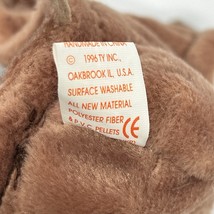 HANDMADE IN CHINA
© 1996 TY INC.,
OAKBROOK IL, U.S.A.
SURFACE WASHABLE
ALL NEW MATERIAL
POLYESTER FIBER
& P.V.C. PELLETS CE